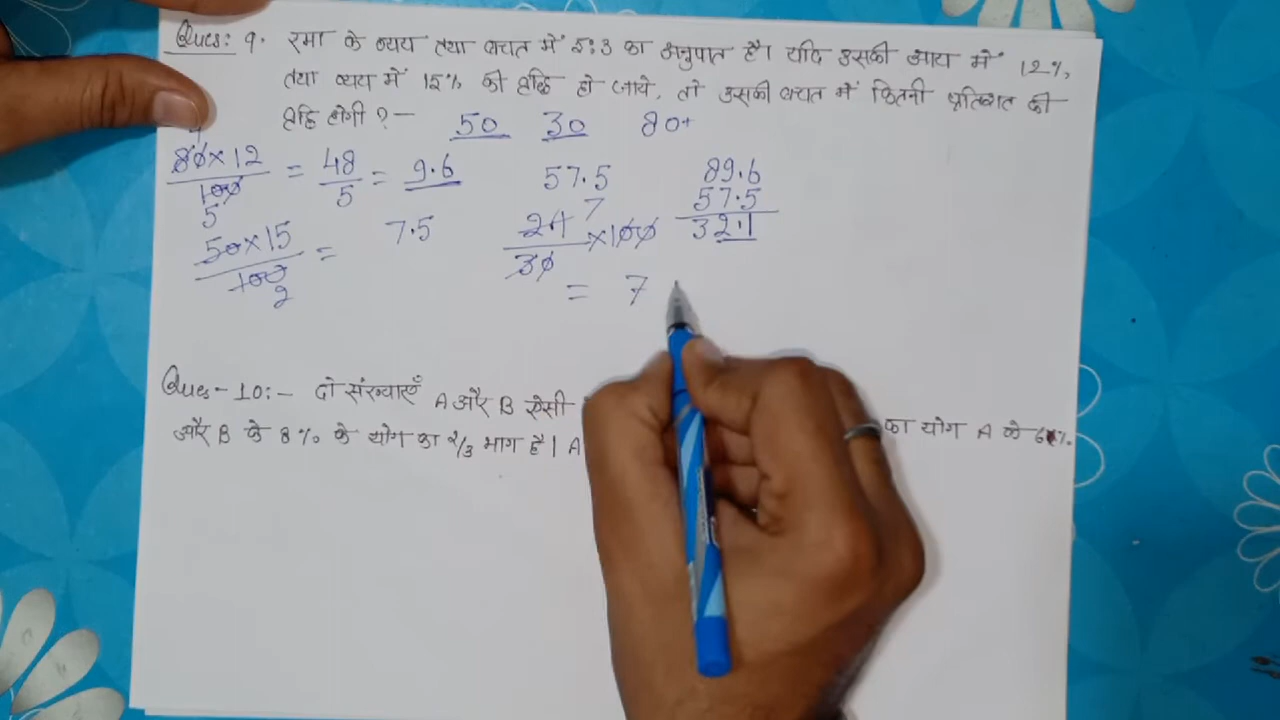 Ques: 9. रमा के व्यय तथा बचत में 5:3 का अनुपात है। यदि उसकी आय में 12%
तथा व्यय में 15% की वृद्धि हो जाये, तो उसकी बचत में कितनी प्रतिशत की
वृद्धि होगी ?- 50 30 80+
80×12/100 = 48/5 = 9.6 57.5 89.6
57.5
50×15/100 = 7.5 ×100 32.1
= 7
Ques- 10:- दो संख्याएँ A और B ऐसी का योग A के
और B के 8% के योग का 2/3 भाग है। A